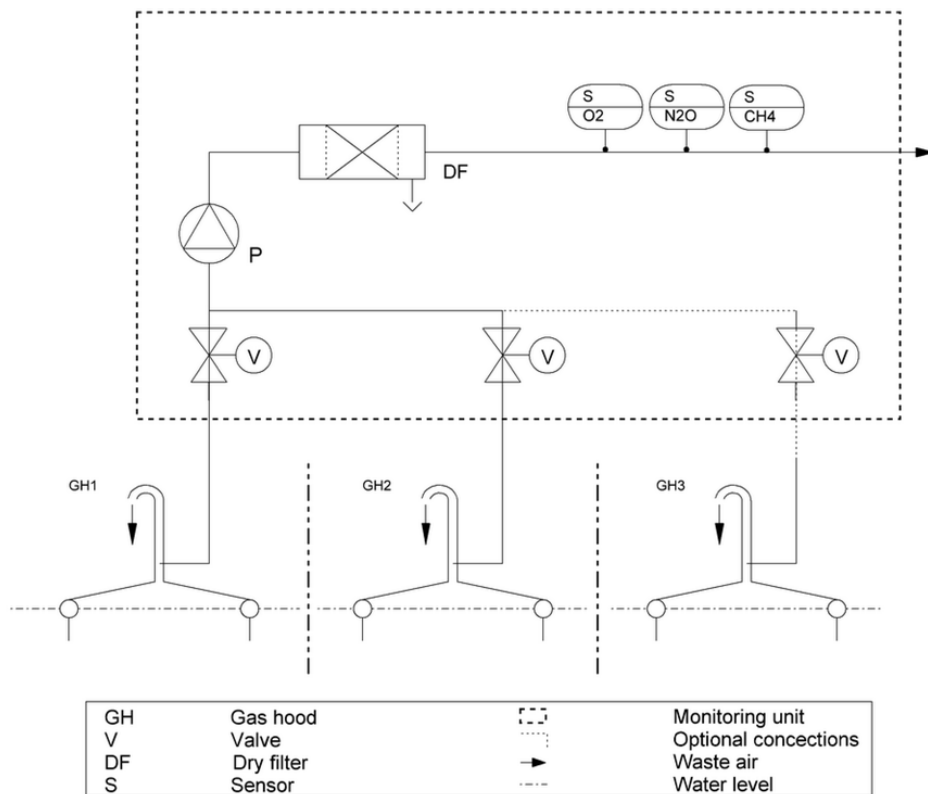 S
O2
S
N2O
S
CH4
DF
P
V
V
V
GH1
GH2
GH3
GH Gas hood Monitoring unit
V Valve Optional concections
DF Dry filter Waste air
S Sensor Water level